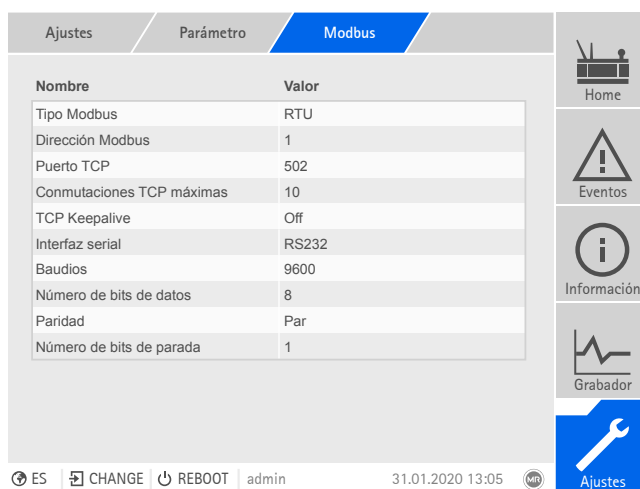 Ajustes Parámetro Modbus
Nombre Valor
Tipo Modbus RTU
Dirección Modbus 1
Puerto TCP 502
Conmutaciones TCP máximas 10
TCP Keepalive Off
Interfaz serial RS232
Baudios 9600
Número de bits de datos 8
Paridad Par
Número de bits de parada 1
Home
Eventos
Información
Grabador
Ajustes
ES CHANGE REBOOT admin 31.01.2020 13:05 MR